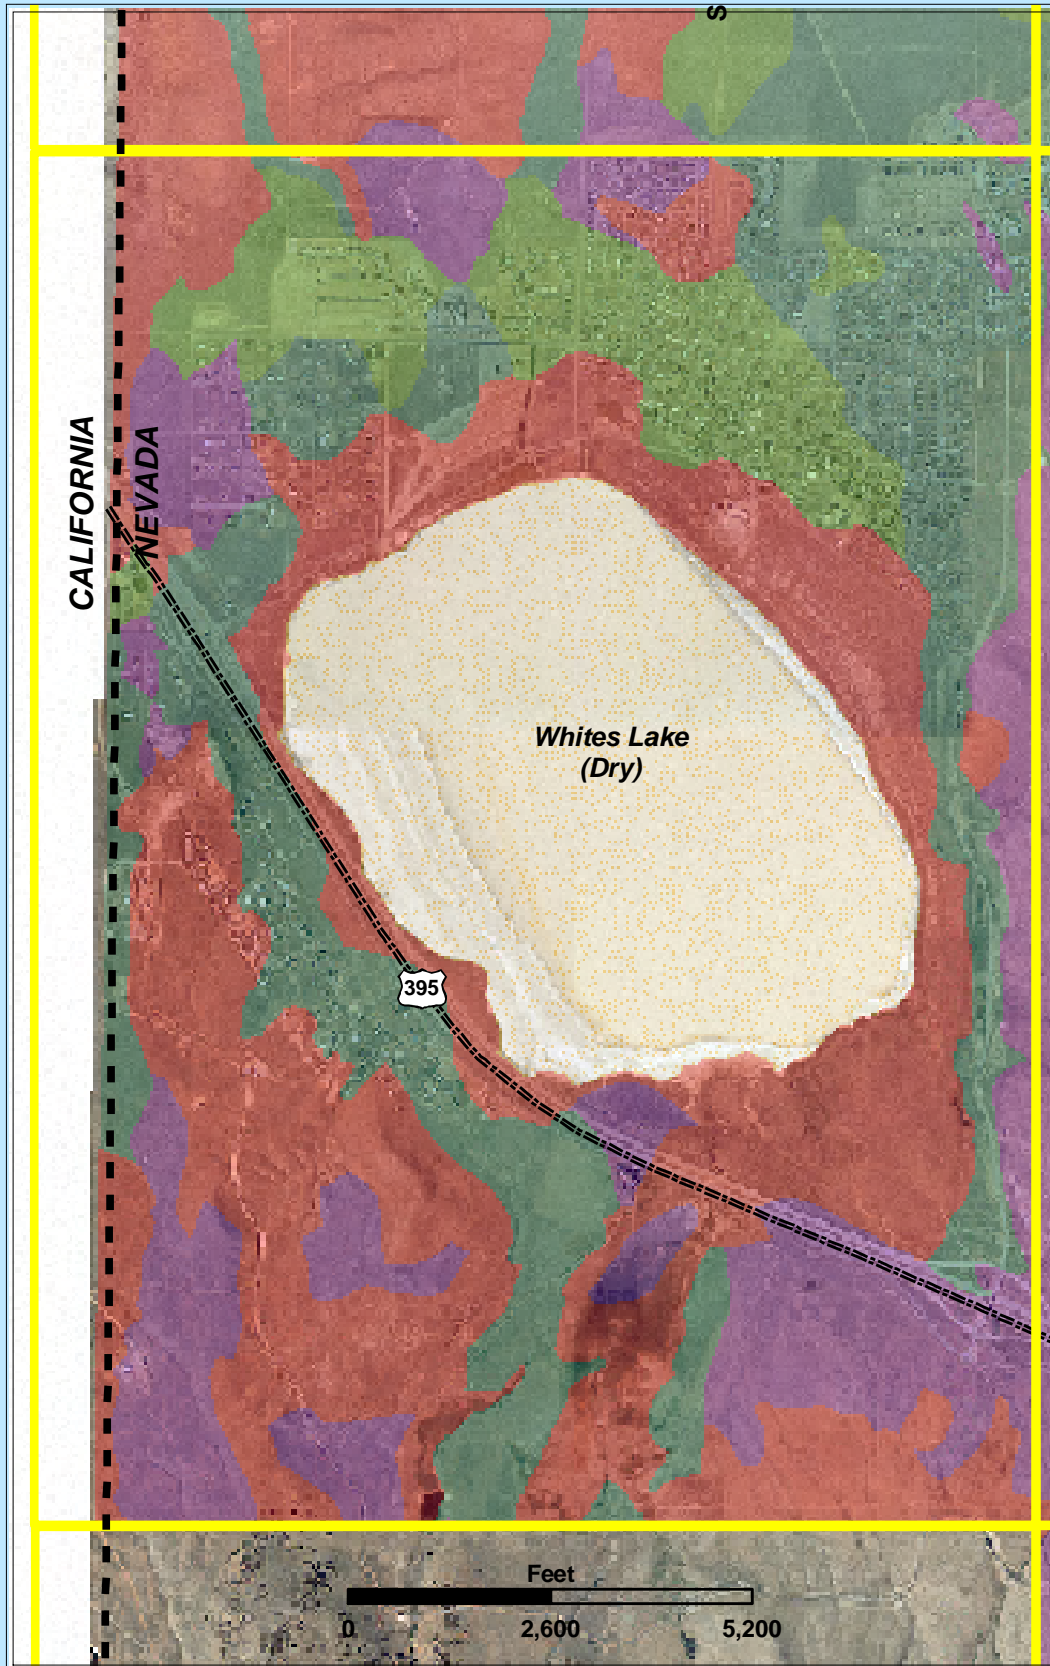 S
CALIFORNIA
NEVADA
Whites Lake
(Dry)
395
Feet
0 2,600 5,200